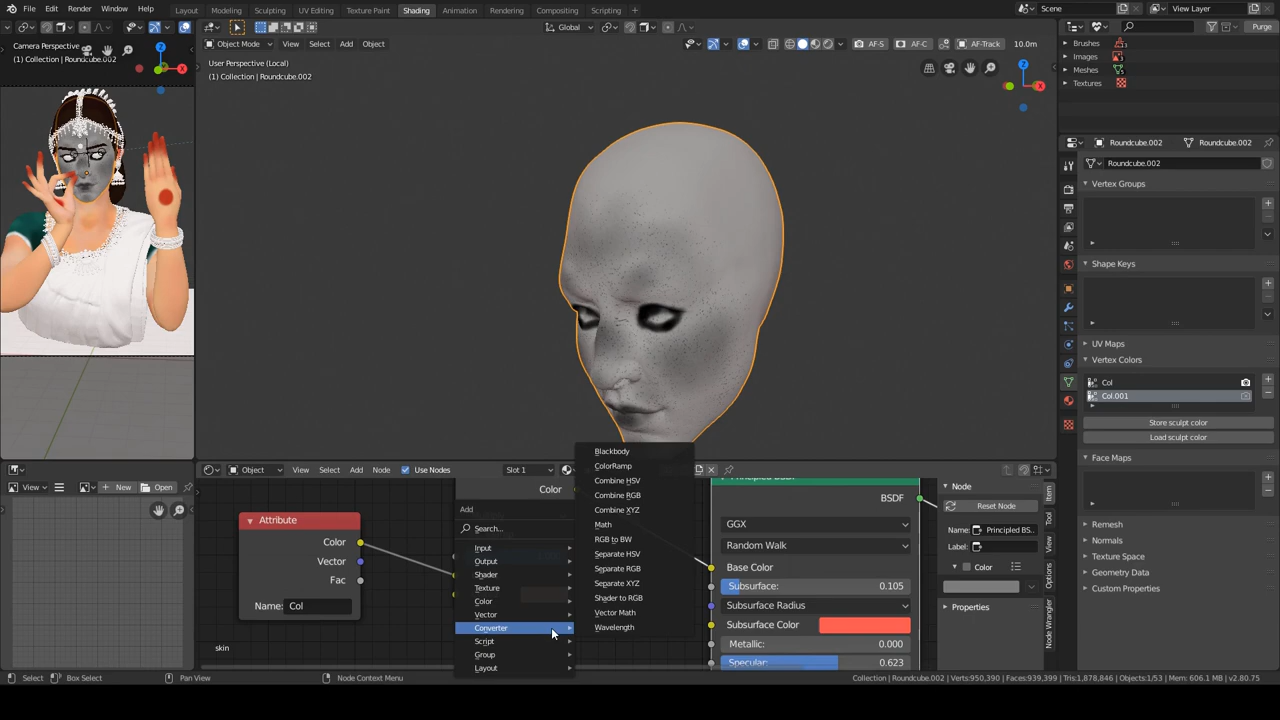 File Edit Render Window Help
Layout Modeling Sculpting UV Editing Texture Paint Shading Animation Rendering Compositing Scripting +
Scene View Layer
Global
Purge
Object Mode View Select Add Object
AF-S AF-C AF-Track 10.0m
Camera Perspective
(1) Collection | Roundcube.002
User Perspective (Local)
(1) Collection | Roundcube.002
Z
X
Z
X
Brushes 13
Images 3
Meshes 5
Textures
Roundcube.002 Roundcube.002
Roundcube.002
Vertex Groups
Shape Keys
UV Maps
Vertex Colors
Col
Col.001
Store sculpt color
Load sculpt color
Face Maps
Remesh
Normals
Texture Space
Geometry Data
Custom Properties
View New Open
Object View Select Add Node Use Nodes Slot 1
Attribute
Color
Vector
Fac
Name: Col
skin
Color
Add
Search...
Input
Output
Shader
Texture
Color
Vector
Converter
Script
Group
Layout
Blackbody
ColorRamp
Combine HSV
Combine RGB
Combine XYZ
Math
RGB to BW
Separate HSV
Separate RGB
Separate XYZ
Shader to RGB
Vector Math
Wavelength
BSDF
GGX
Random Walk
Base Color
Subsurface: 0.105
Subsurface Radius
Subsurface Color
Metallic: 0.000
Specular: 0.623
Node
Reset Node
Name: Principled BS..
Label:
Color
Properties
Item
Tool
View
Options
Node Wrangler
Select Box Select Pan View Node Context Menu
Collection | Roundcube.002 | Verts:950,390 | Faces:939,399 | Tris:1,878,846 | Objects:1/53 | Mem: 606.1 MB | v2.80.75